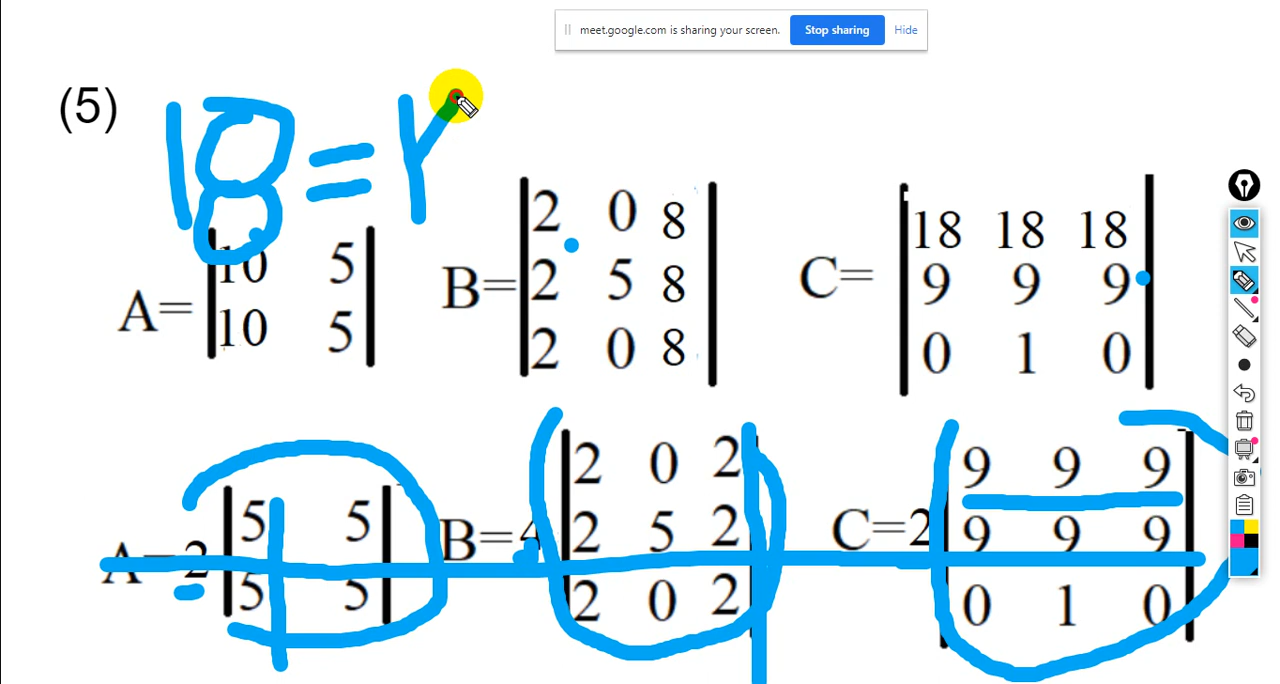 meet.google.com is sharing your screen. Stop sharing Hide
(5) 18 =
A= 10 5
10 5
B= 2 0 8
2 5 8
2 0 8
C= 18 18 18
9 9 9
0 1 0
A=2 5 5
5 5
B=4 2 0 2
2 5 2
2 0 2
C=2 9 9 9
9 9 9
0 1 0